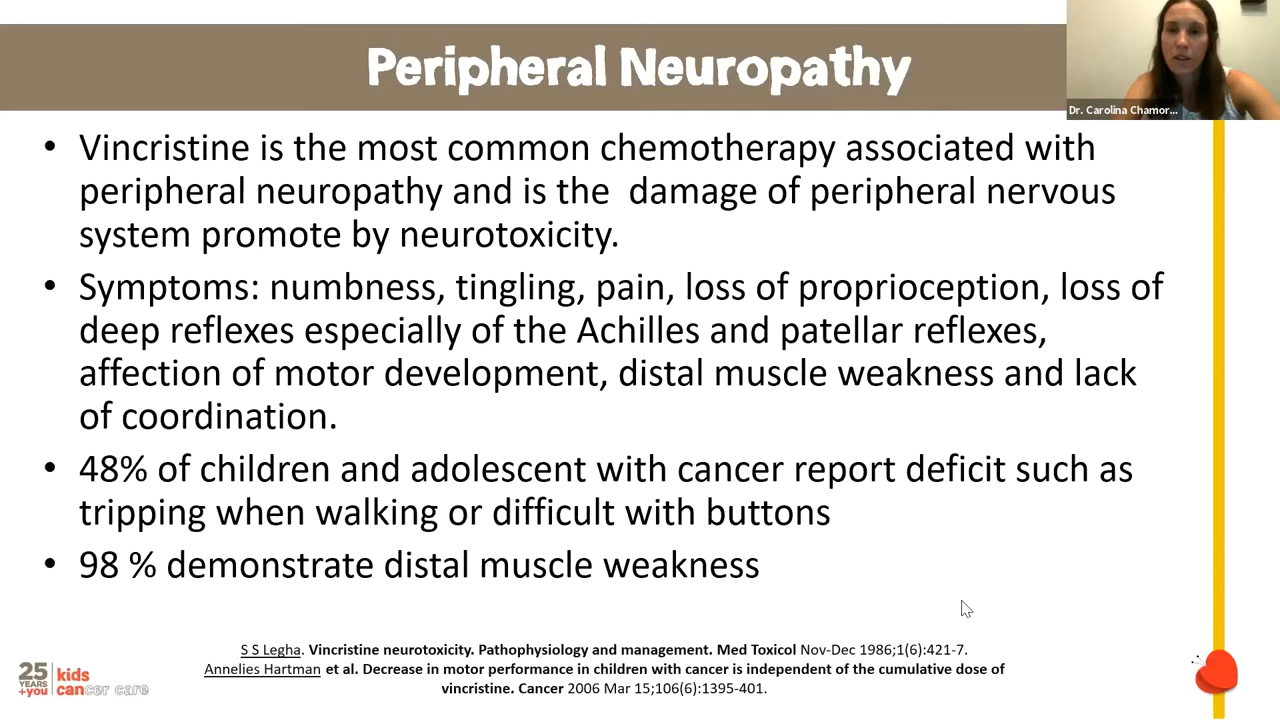 Peripheral Neuropathy
Dr. Carolina Chamor...
• Vincristine is the most common chemotherapy associated with
peripheral neuropathy and is the  damage of peripheral nervous
system promote by neurotoxicity.
• Symptoms: numbness, tingling, pain, loss of proprioception, loss of
deep reflexes especially of the Achilles and patellar reflexes,
affection of motor development, distal muscle weakness and lack
of coordination.
• 48% of children and adolescent with cancer report deficit such as
tripping when walking or difficult with buttons
• 98 % demonstrate distal muscle weakness
S S Legha. Vincristine neurotoxicity. Pathophysiology and management. Med Toxicol Nov-Dec 1986;1(6):421-7.
Annelies Hartman et al. Decrease in motor performance in children with cancer is independent of the cumulative dose of
vincristine. Cancer 2006 Mar 15;106(6):1395-401.
25
YEARS
+you
kids
cancer care